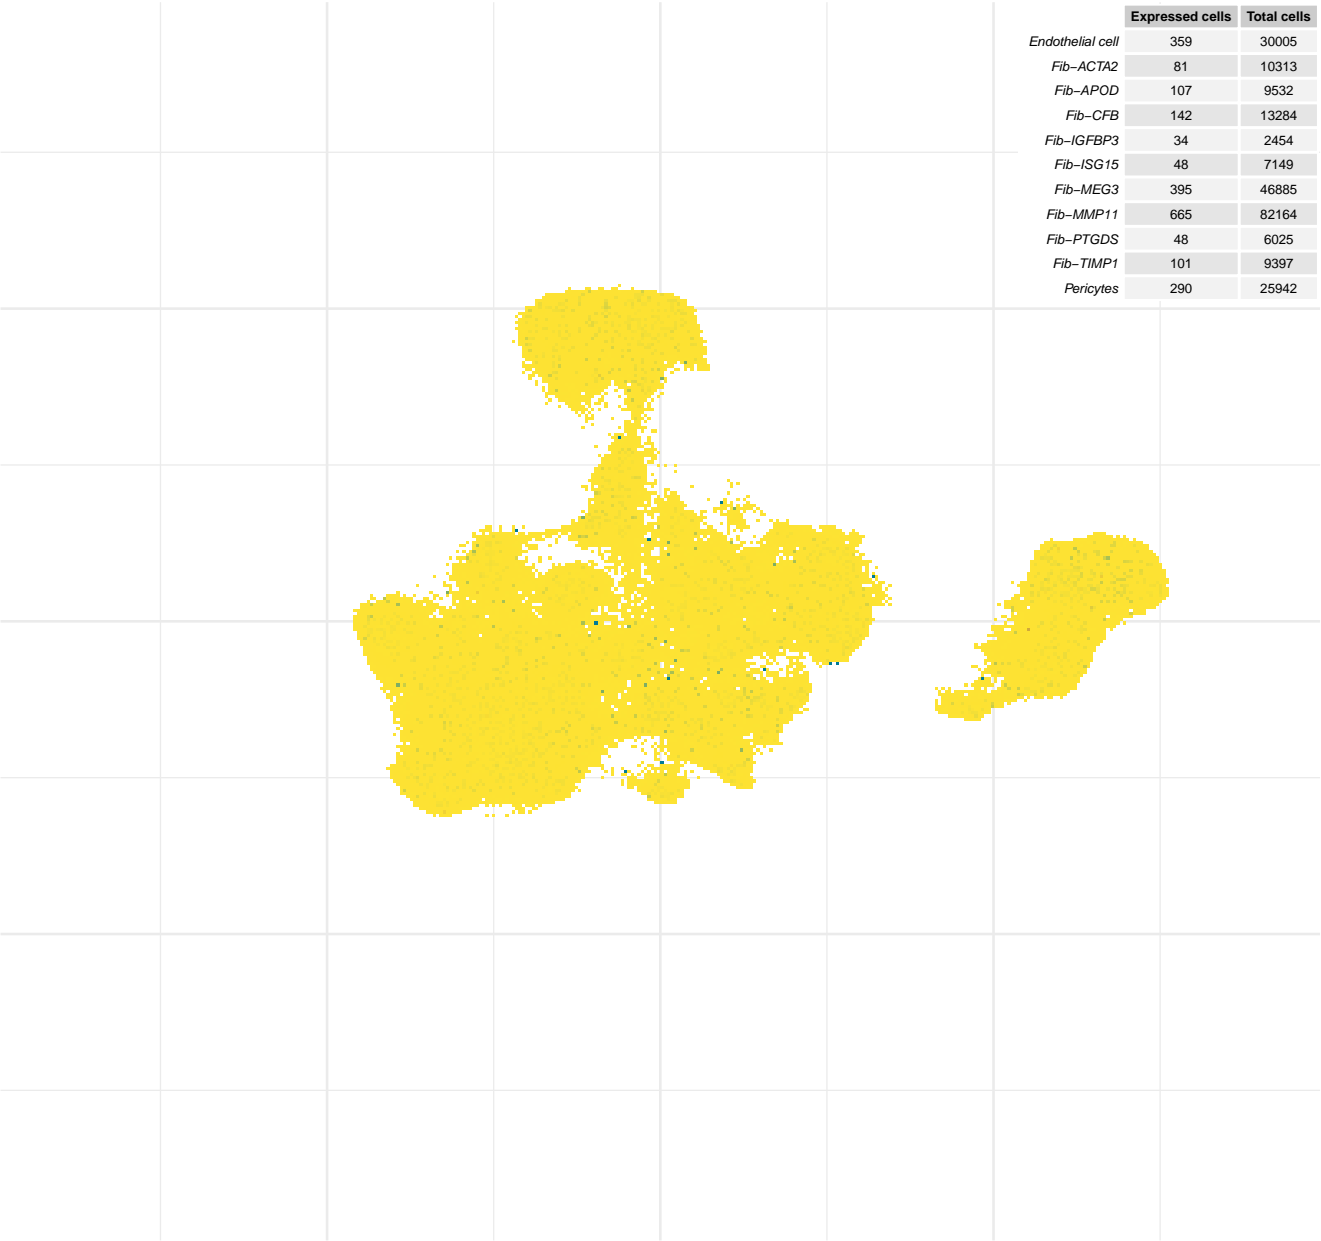 Expressed cells Total cells
Endothelial cell 359 30005
Fib−ACTA2 81 10313
Fib−APOD 107 9532
Fib−CFB 142 13284
Fib−IGFBP3 34 2454
Fib−ISG15 48 7149
Fib−MEG3 395 46885
Fib−MMP11 665 82164
Fib−PTGDS 48 6025
Fib−TIMP1 101 9397
Pericytes 290 25942